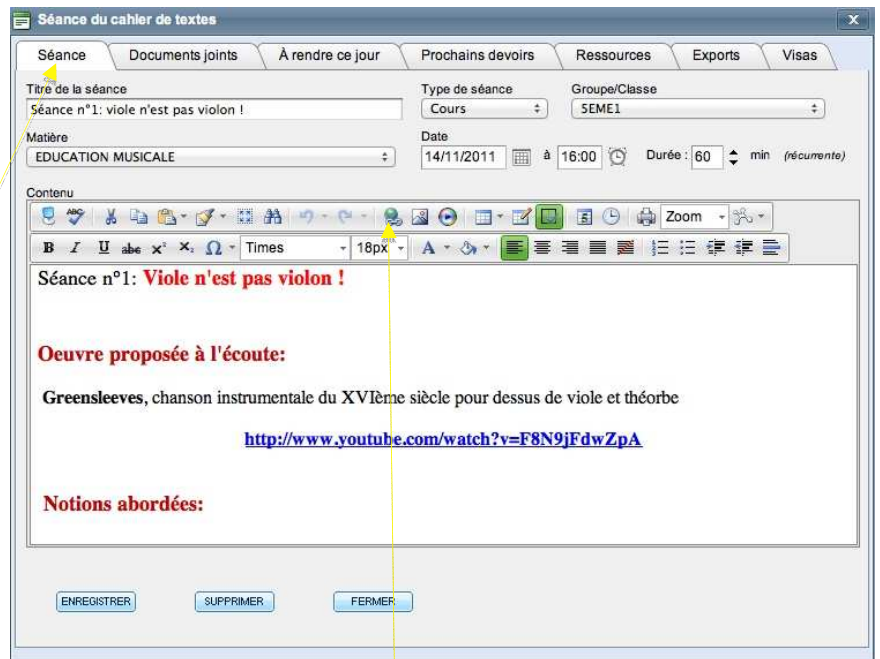 Séance du cahier de textes
X
Séance Documents joints À rendre ce jour Prochains devoirs Ressources Exports Visas
Titre de la séance Type de séance Groupe/Classe
Séance n°1: viole n'est pas violon ! Cours 5EME1
Matière Date
EDUCATION MUSICALE 14/11/2011 à 16:00 Durée : 60 min (récurrente)
Contenu
ABC Zoom
B I U abc x² X₂ Ω Times 18px A
Séance n°1: Viole n'est pas violon !
Oeuvre proposée à l'écoute:
Greensleeves, chanson instrumentale du XVIème siècle pour dessus de viole et théorbe
http://www.youtube.com/watch?v=F8N9jFdwZpA
Notions abordées:
ENREGISTRER SUPPRIMER FERMER